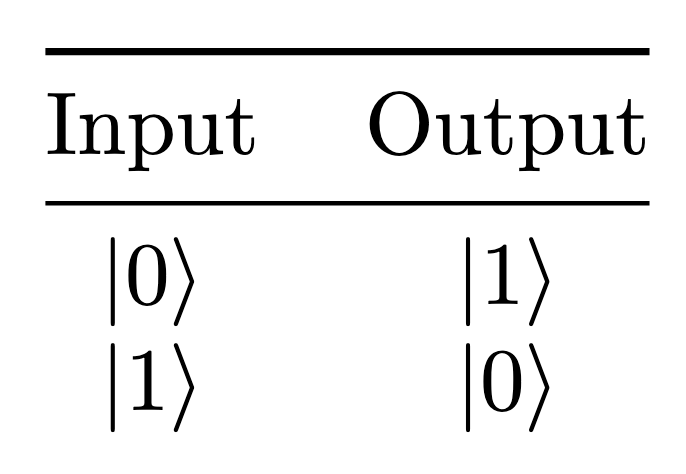 Input Output
|0⟩ |1⟩
|1⟩ |0⟩